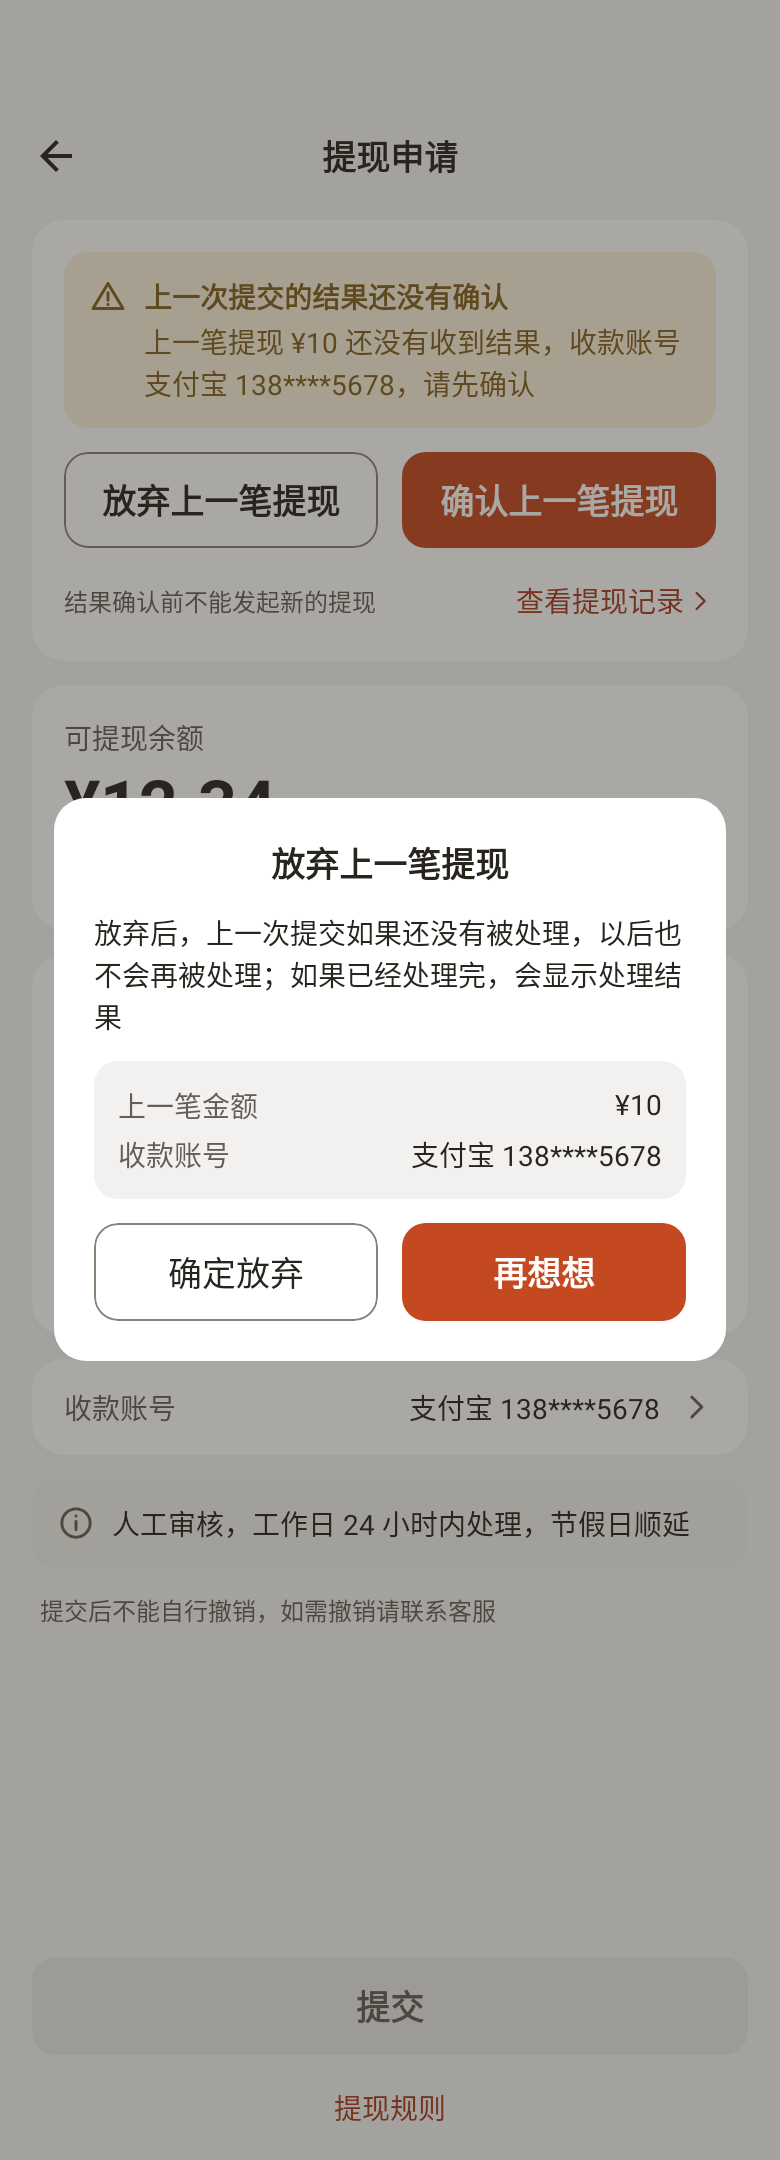 提现申请
上一次提交的结果还没有确认
上一笔提现 ¥10 还没有收到结果，收款账号
支付宝 138****5678，请先确认
放弃上一笔提现
确认上一笔提现
结果确认前不能发起新的提现
查看提现记录
可提现余额
¥12.34
放弃上一笔提现
放弃后，上一次提交如果还没有被处理，以后也
不会再被处理；如果已经处理完，会显示处理结
果
上一笔金额
¥10
收款账号
支付宝 138****5678
确定放弃
再想想
收款账号
支付宝 138****5678
人工审核，工作日 24 小时内处理，节假日顺延
提交后不能自行撤销，如需撤销请联系客服
提交
提现规则